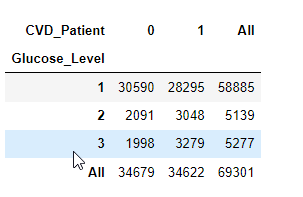 CVD_Patient 0 1 All
Glucose_Level
1 30590 28295 58885
2 2091 3048 5139
3 1998 3279 5277
All 34679 34622 69301